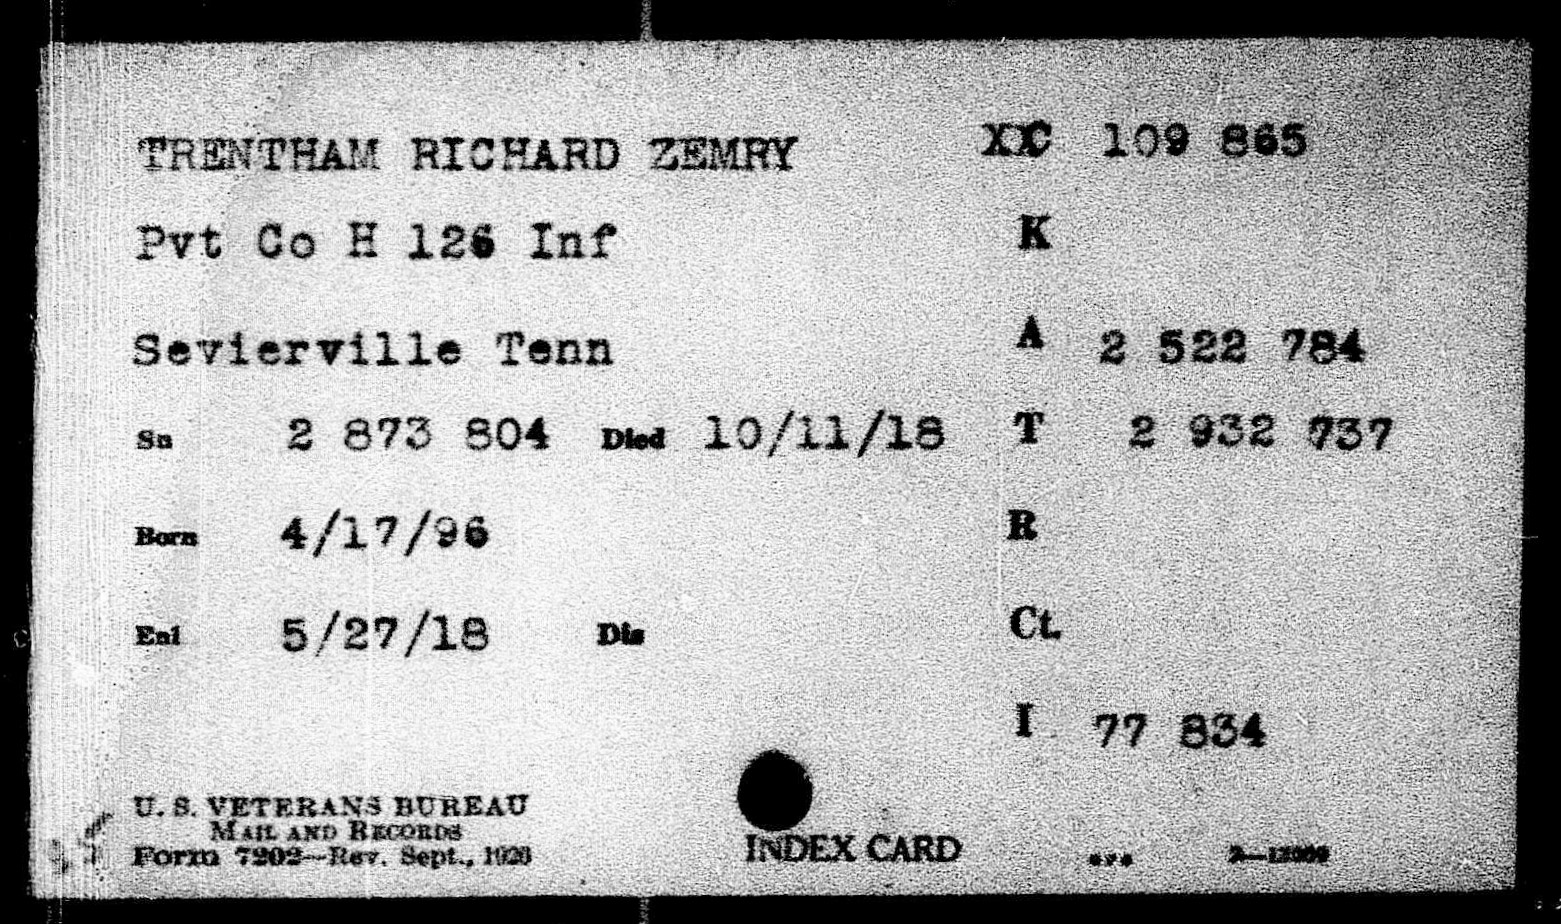 TRENTHAM RICHARD ZEMRY XC 109 865
Pvt Co H 126 Inf K
Sevierville Tenn A 2 522 784
Sn 2 873 804 Died 10/11/18 T 2 932 737
Born 4/17/96 R
Enl 5/27/18 Dis Ct.
I 77 834
U. S. VETERANS BUREAU
MAIL AND RECORDS
Form 7202—Rev. Sept., 1926
INDEX CARD